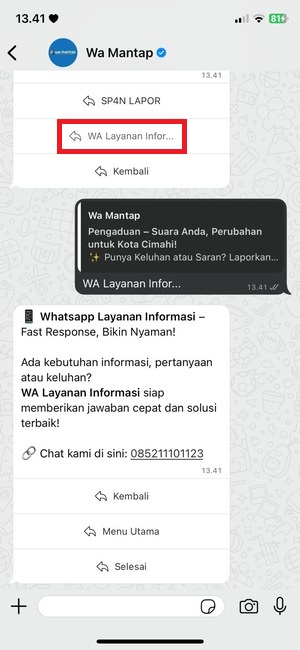 13.41
81
wa mantap
Wa Mantap
13.41
SP4N LAPOR
WA Layanan Infor...
Kembali
Wa Mantap
Pengaduan – Suara Anda, Perubahan
untuk Kota Cimahi!
✨ Punya Keluhan atau Saran? Laporkan...
WA Layanan Infor...
13.41
📱 Whatsapp Layanan Informasi –
Fast Response, Bikin Nyaman!
Ada kebutuhan informasi, pertanyaan
atau keluhan?
WA Layanan Informasi siap
memberikan jawaban cepat dan solusi
terbaik!
🔗 Chat kami di sini: 085211101123
13.41
Kembali
Menu Utama
Selesai